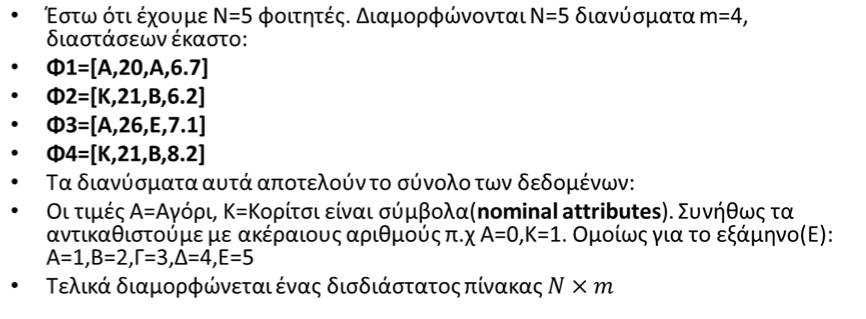 • Έστω ότι έχουμε N=5 φοιτητές. Διαμορφώνονται N=5 διανύσματα m=4,
διαστάσεων έκαστο:
• Φ1=[Α,20,Α,6.7]
• Φ2=[Κ,21,Β,6.2]
• Φ3=[Α,26,Ε,7.1]
• Φ4=[Κ,21,Β,8.2]
• Τα διανύσματα αυτά αποτελούν το σύνολο των δεδομένων:
• Οι τιμές Α=Αγόρι, Κ=Κορίτσι είναι σύμβολα(nominal attributes). Συνήθως τα
αντικαθιστούμε με ακέραιους αριθμούς π.χ Α=0,Κ=1. Ομοίως για το εξάμηνο(Ε):
Α=1,Β=2,Γ=3,Δ=4,Ε=5
• Τελικά διαμορφώνεται ένας δισδιάστατος πίνακας N × m